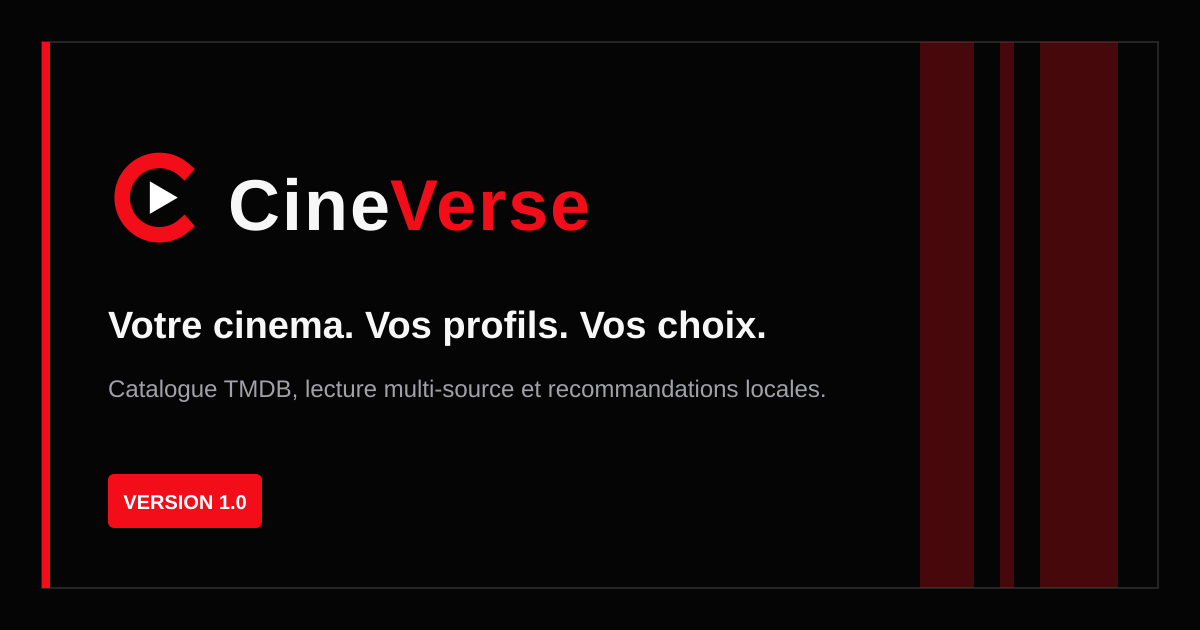 CineVerse
Votre cinema. Vos profils. Vos choix.
Catalogue TMDB, lecture multi-source et recommandations locales.
VERSION 1.0